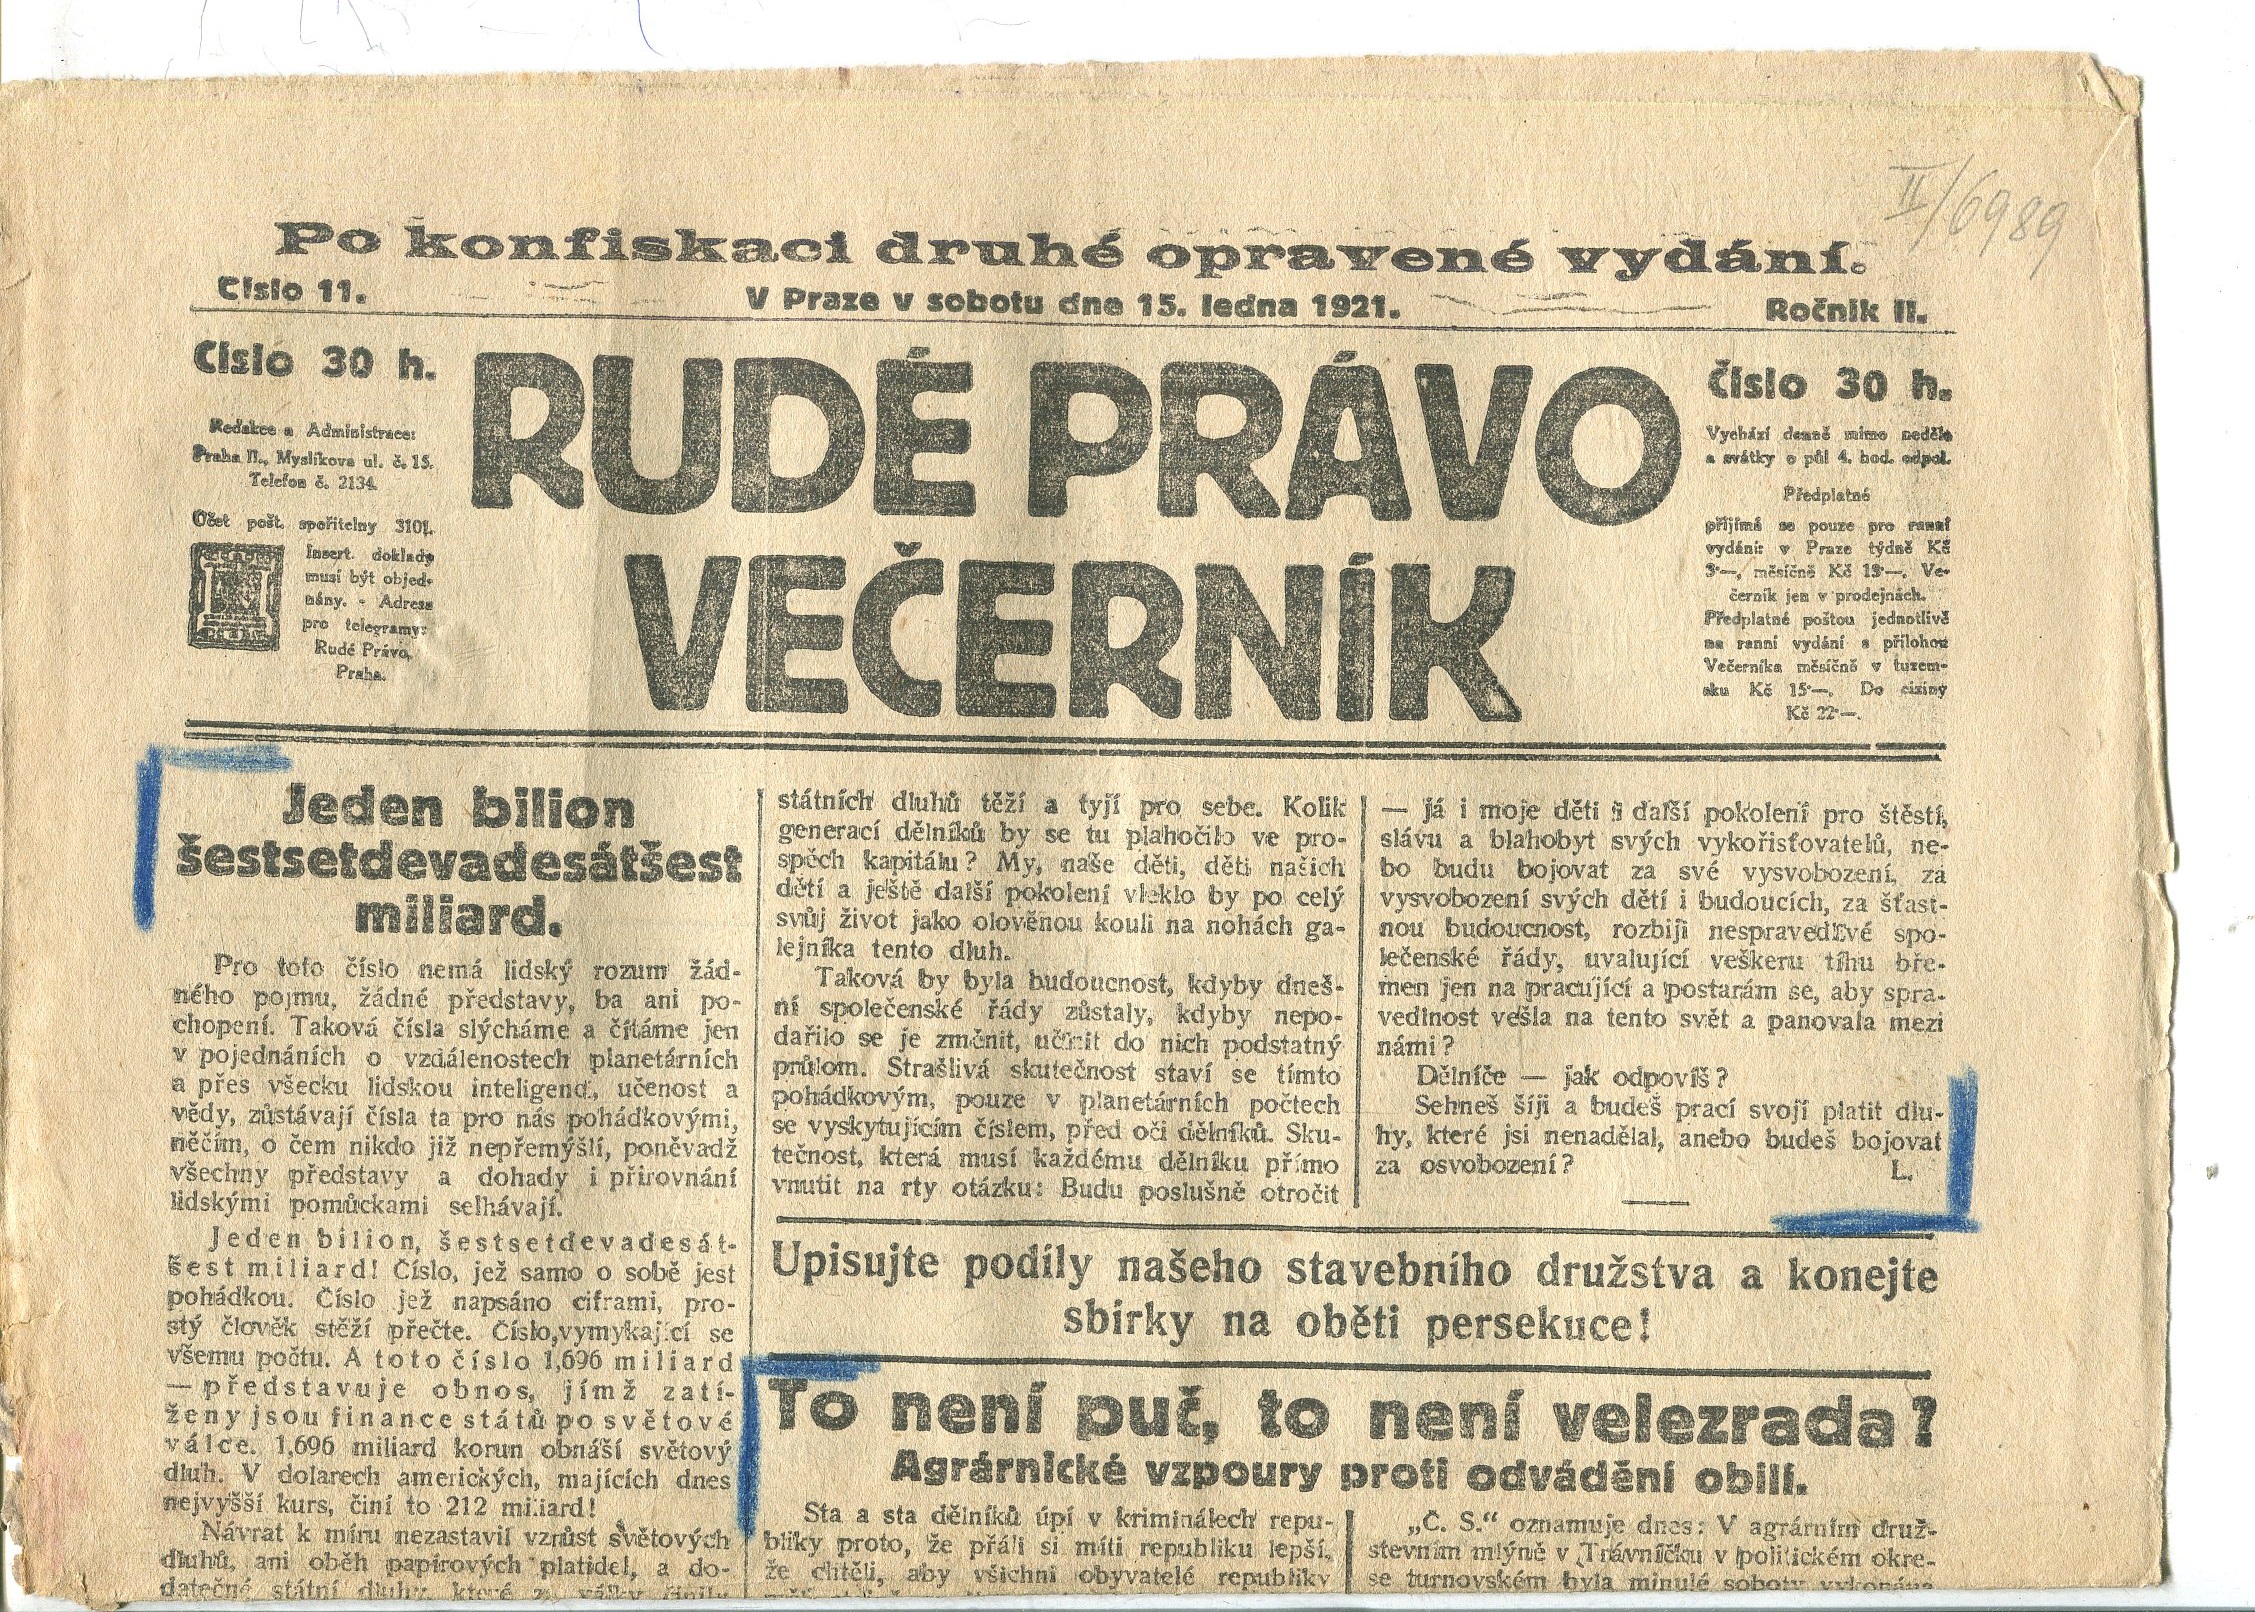 II/6989
Po konfiskaci druhé opravené vydání.
Císlo 11.
V Praze v sobotu dne 15. ledna 1921.
Ročník II.
Císlo 30 h.
Redakce a Administrace:
Praha II., Myslíkova ul. č. 15.
Telefon č. 2134.
Účet pošt. spořitelny 3101.
Insert. doklady
musí být objed-
nány. - Adresa
pro telegramy:
Rudé Právo,
Praha.
RUDÉ PRÁVO
VEČERNÍK
Číslo 30 h.
Vychází denně mimo neděle
a svátky o půl 4. hod. odpol.
Předplatné
přijímá se pouze pro ranní
vydání: v Praze týdně Kč
3·—, měsíčně Kč 13·—. Ve-
černík jen v prodejnách.
Předplatné poštou jednotlivě
na ranní vydání s přílohou
Večerníka měsíčně v tuzem-
sku Kč 15·—. Do ciziny
Kč 22·—.
Jeden bilion
šestsetdevadesátšest
miliard.
Pro toto číslo nemá lidský rozum žád-
ného pojmu, žádné představy, ba ani po-
chopení. Taková čísla slýcháme a čítáme jen
v pojednáních o vzdálenostech planetárních
a přes všecku lidskou inteligenci, učenost a
vědy, zůstávají čísla ta pro nás pohádkovými,
něčím, o čem nikdo již nepřemýšlí, poněvadž
všechny představy a dohady i přirovnání
lidskými pomůckami selhávají.
Jeden bilion, šestsetdevadesát-
šest miliard! Číslo, jež samo o sobě jest
pohádkou. Číslo jež napsáno ciframi, pro-
stý člověk stěží přečte. Číslo,vymykající se
všemu počtu. A toto číslo 1,696 miliard
— představuje obnos, jímž zatí-
ženy jsou finance států po světové
válce. 1,696 miliard korun obnáší světový
dluh. V dolarech amerických, majících dnes
nejvyšší kurs, činí to 212 miliard!
Návrat k míru nezastavil vzrůst světových
dluhů, ani oběh papírových platidel, a do-
datečné státní dluhy, které za války činily
státních dluhů těží a tyjí pro sebe. Kolik
generací dělníků by se tu plahočilo ve pro-
spěch kapitálu? My, naše děti, děti našich
dětí a ještě další pokolení vleklo by po celý
svůj život jako olověnou kouli na nohách ga-
lejníka tento dluh.
Taková by byla budoucnost, kdyby dneš-
ní společenské řády zůstaly, kdyby nepo-
dařilo se je změnit, učinit do nich podstatný
průlom. Strašlivá skutečnost staví se tímto
pohádkovým, pouze v planetárních počtech
se vyskytujícím číslem, před oči dělníků. Sku-
tečnost, která musí každému dělníku přímo
vnutit na rty otázku: Budu poslušně otročit
— já i moje děti i další pokolení pro štěstí,
slávu a blahobyt svých vykořisťovatelů, ne-
bo budu bojovat za své vysvobození, za
vysvobození svých dětí i budoucích, za šťast-
nou budoucnost, rozbiji nespravedlivé spo-
lečenské řády, uvalující veškeru tíhu bře-
men jen na pracující a postarám se, aby spra-
vedlnost vešla na tento svět a panovala mezi
námi?
Dělníče — jak odpovíš?
Sehneš šíji a budeš prací svojí platit dlu-
hy, které jsi nenadělal, anebo budeš bojovat
za osvobození?
L.
Upisujte podíly našeho stavebního družstva a konejte
sbírky na oběti persekuce!
To není puč, to není velezrada?
Agrárnické vzpoury proti odvádění obilí.
Sta a sta dělníků úpí v kriminálech repu-
bliky proto, že přáli si míti republiku lepší,
že chtěli, aby všichni obyvatelé republiky
„Č. S.“ oznamuje dnes: V agrárním druž-
stevním mlýně v Trávníčku v politickém okre-
se turnovském byla minulé soboty vykonána